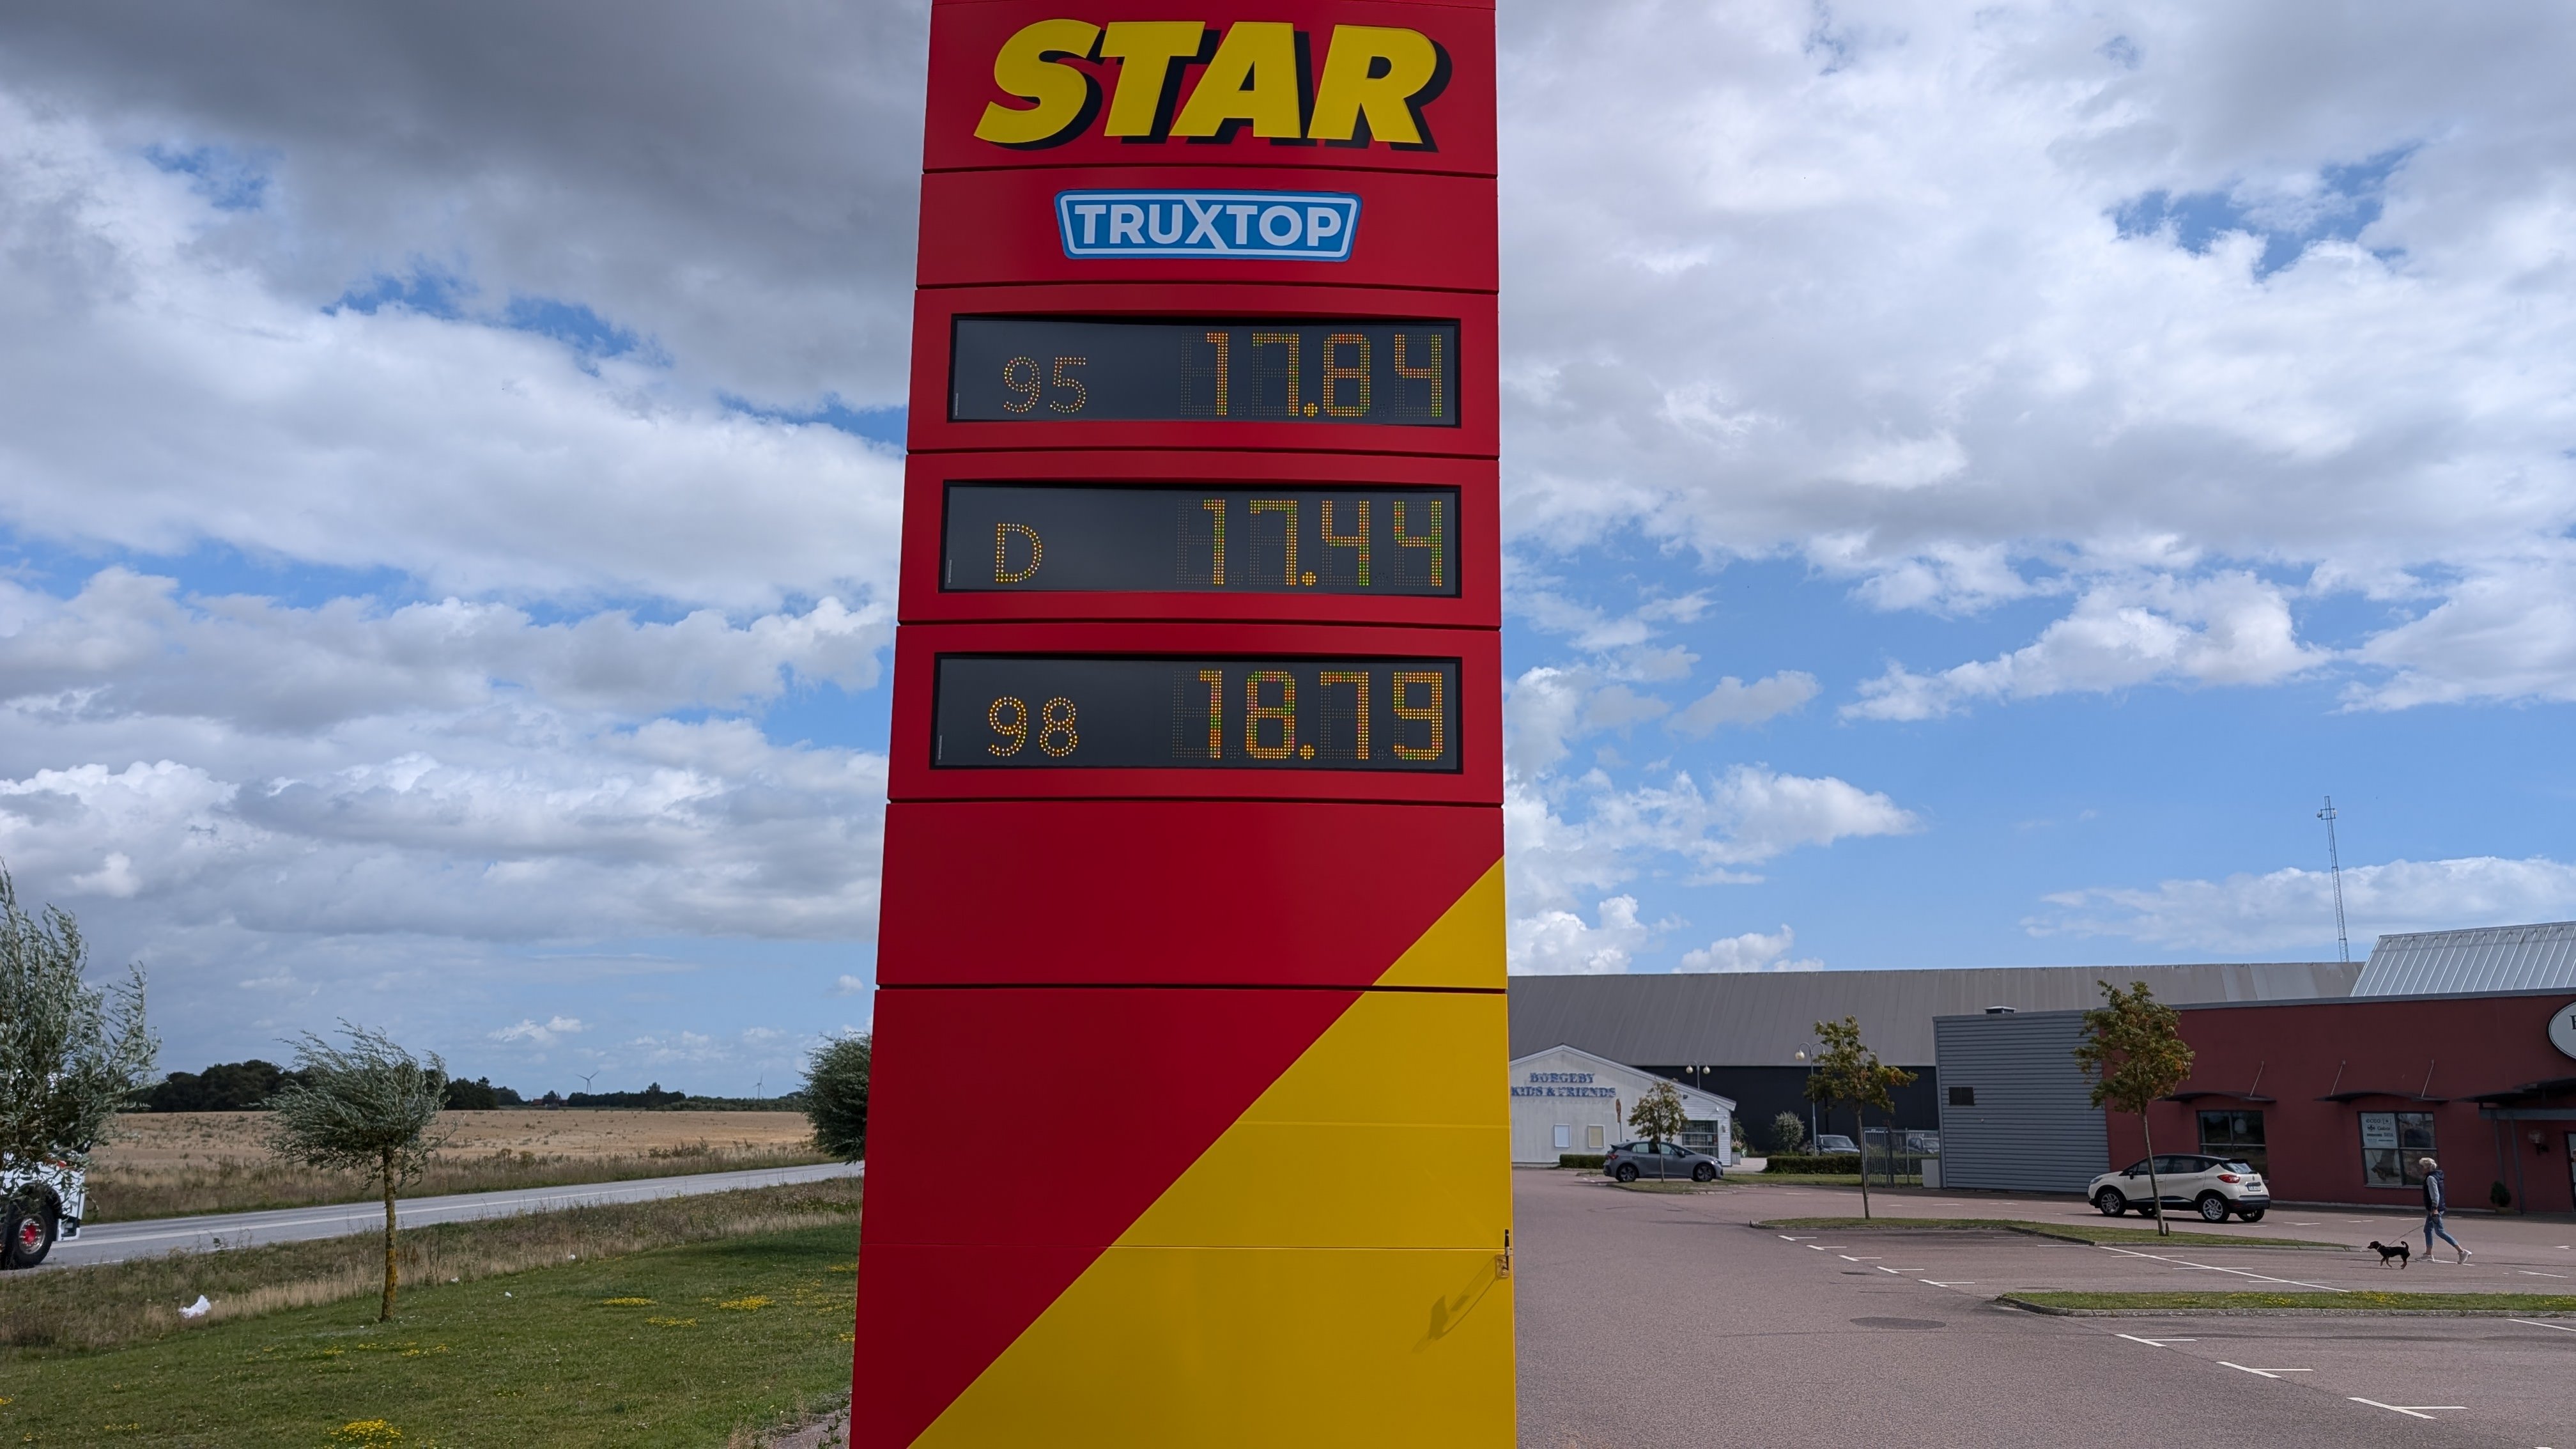 STAR
TRUXTOP
95 17.84
D 17.44
98 18.79
BORGEBY
KIDS & FRIENDS